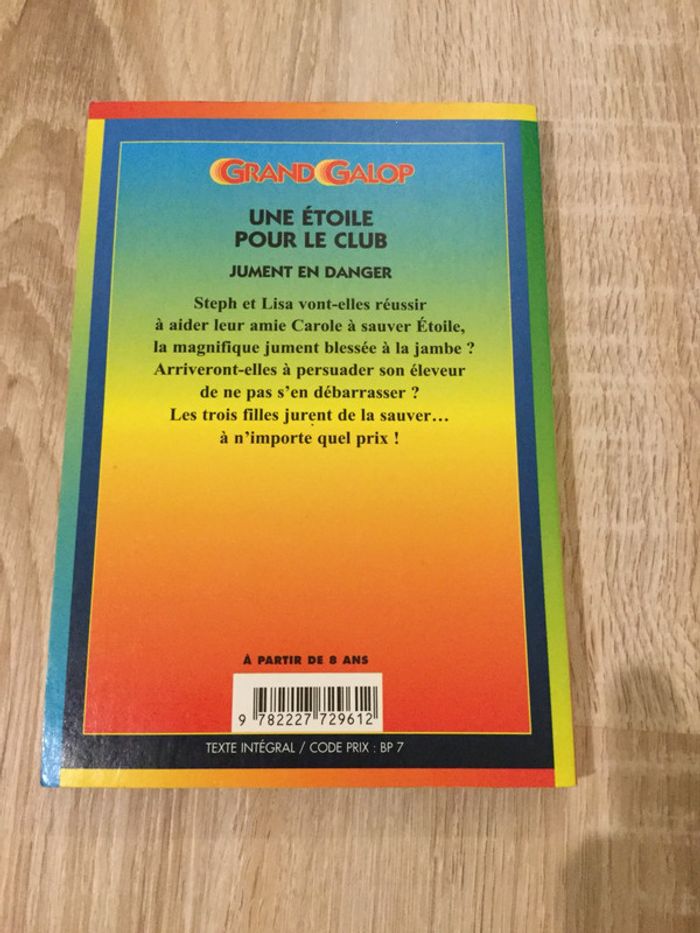 GRAND GALOP
UNE ÉTOILE
POUR LE CLUB
JUMENT EN DANGER
Steph et Lisa vont-elles réussir
à aider leur amie Carole à sauver Étoile,
la magnifique jument blessée à la jambe ?
Arriveront-elles à persuader son éleveur
de ne pas s'en débarrasser ?
Les trois filles jurent de la sauver...
à n'importe quel prix !
À PARTIR DE 8 ANS
9 782227 729612
TEXTE INTÉGRAL / CODE PRIX : BP 7